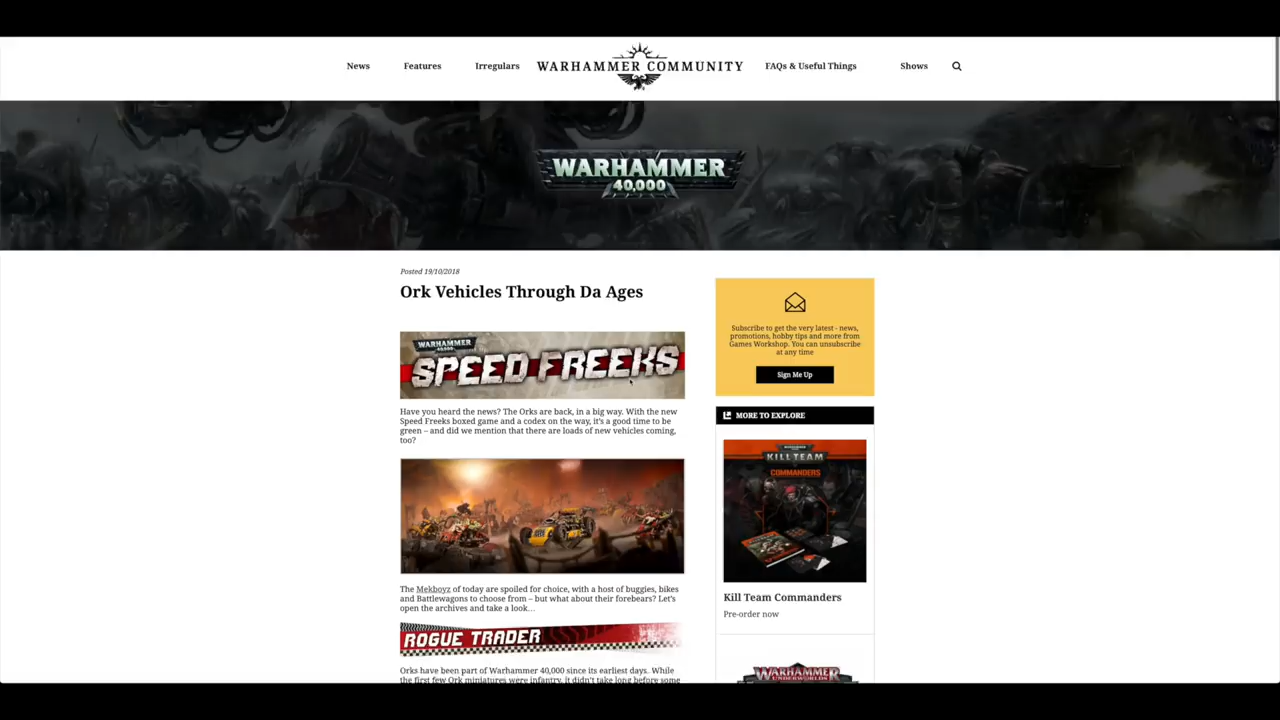 News
Features
Irregulars
WARHAMMER COMMUNITY
FAQs & Useful Things
Shows
WARHAMMER
40,000
Posted 19/10/2018
Ork Vehicles Through Da Ages
WARHAMMER
40,000
SPEED FREEKS
Have you heard the news? The Orks are back, in a big way. With the new
Speed Freeks boxed game and a codex on the way, it's a good time to be
green – and did we mention that there are loads of new vehicles coming,
too?
The Mekboyz of today are spoiled for choice, with a host of buggies, bikes
and Battlewagons to choose from – but what about their forebears? Let's
open the archives and take a look…
ROGUE TRADER
Orks have been part of Warhammer 40,000 since its earliest days. While
the first few Ork miniatures were infantry, it didn't take long before some
Subscribe to get the very latest - news,
promotions, hobby tips and more from
Games Workshop. You can unsubscribe
at any time
Sign Me Up
MORE TO EXPLORE
KILL TEAM
COMMANDERS
Kill Team Commanders
Pre-order now
WARHAMMER
UNDERWORLDS